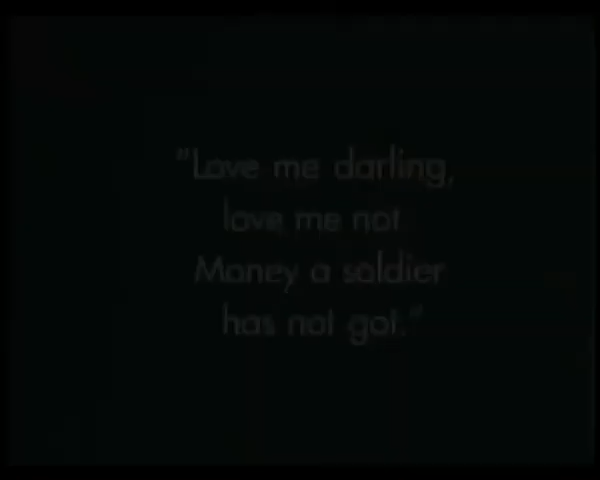 "Love me darling,
love me not
Money a soldier
has not got."